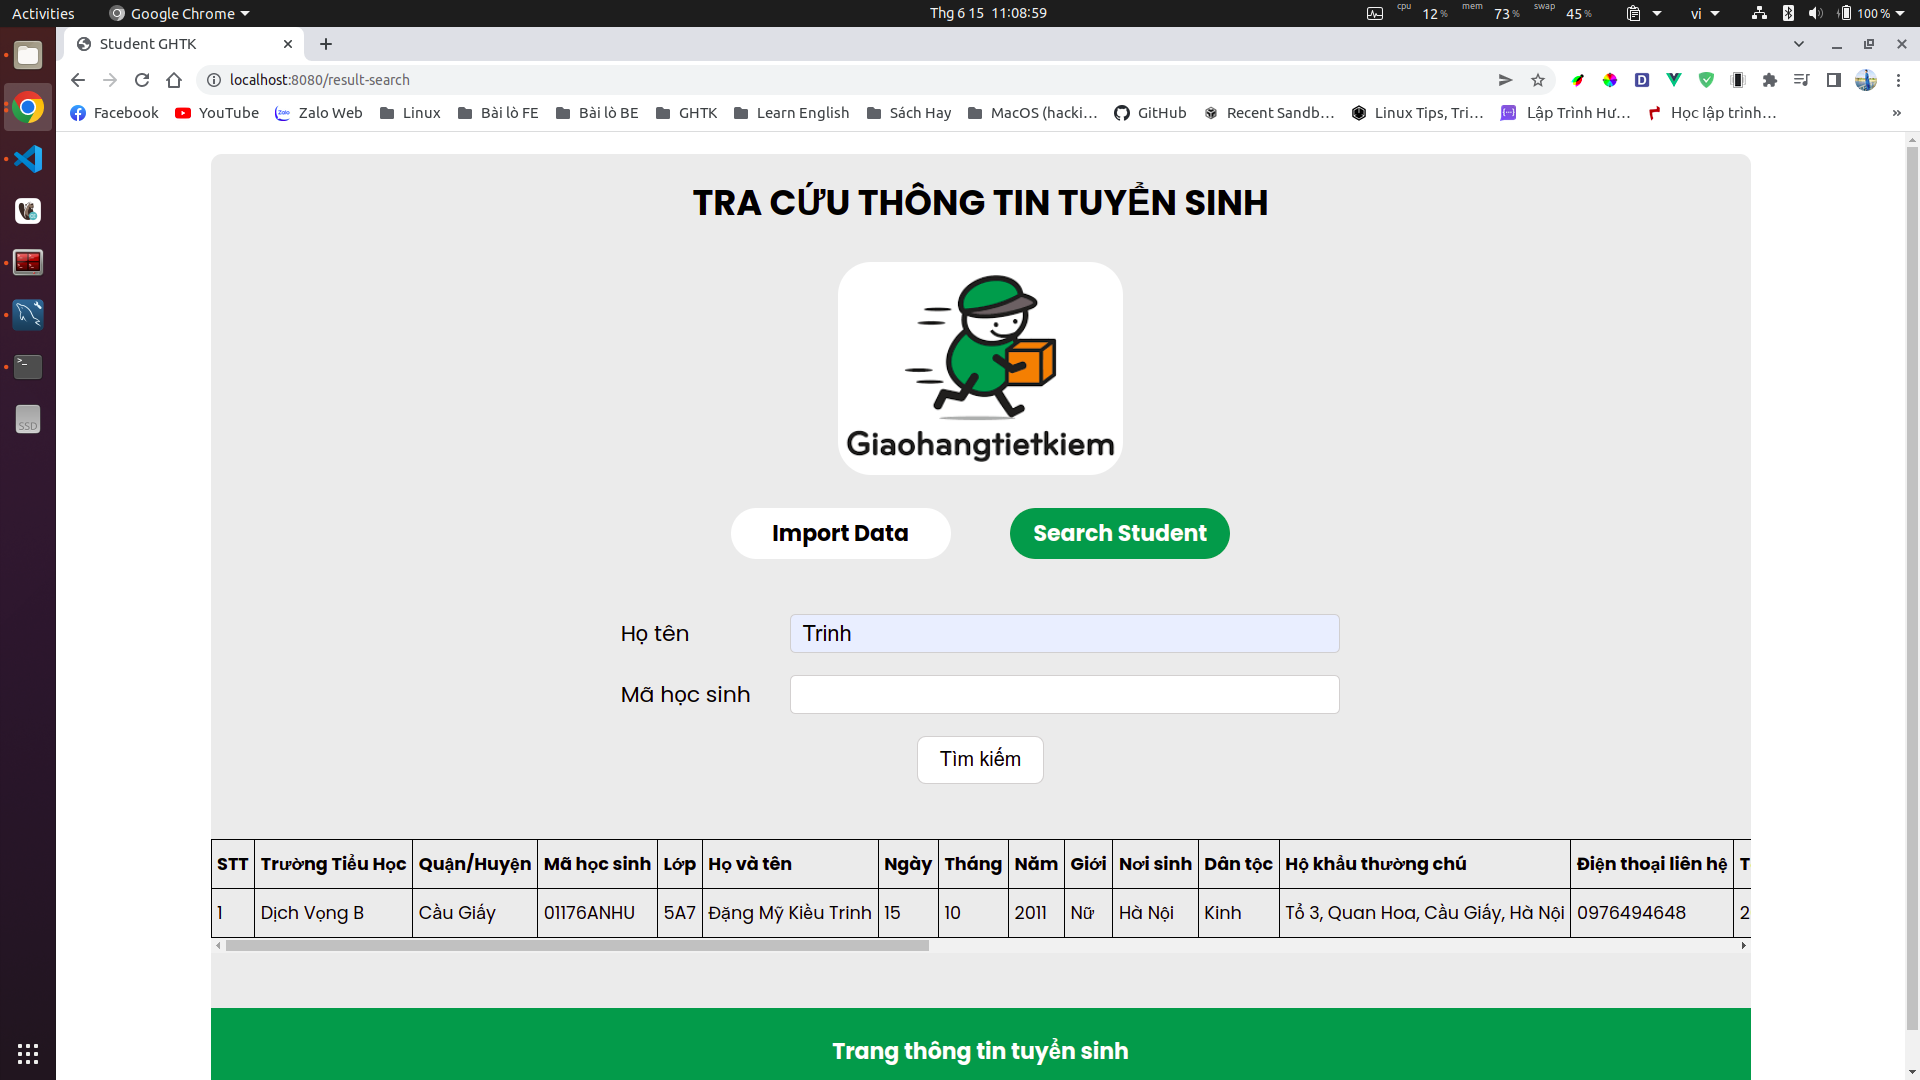 Activities Google Chrome Thg 6 15 11:08:59 cpu 12 % mem 73 % swap 45 % vi 100 %
Student GHTK
localhost:8080/result-search
Facebook YouTube Zalo Web Linux Bài lò FE Bài lò BE GHTK Learn English Sách Hay MacOS (hacki... GitHub Recent Sandb... Linux Tips, Tri... Lập Trình Hư... Học lập trình... »
TRA CỨU THÔNG TIN TUYỂN SINH
Giaohangtietkiem
Import Data Search Student
Họ tên Trinh
Mã học sinh
Tìm kiếm
STT Trường Tiểu Học Quận/Huyện Mã học sinh Lớp Họ và tên Ngày Tháng Năm Giới Nơi sinh Dân tộc Hộ khẩu thường chú Điện thoại liên hệ T
1 Dịch Vọng B Cầu Giấy 01176ANHU 5A7 Đặng Mỹ Kiều Trinh 15 10 2011 Nữ Hà Nội Kinh Tổ 3, Quan Hoa, Cầu Giấy, Hà Nội 0976494648 2
Trang thông tin tuyển sinh
SSD